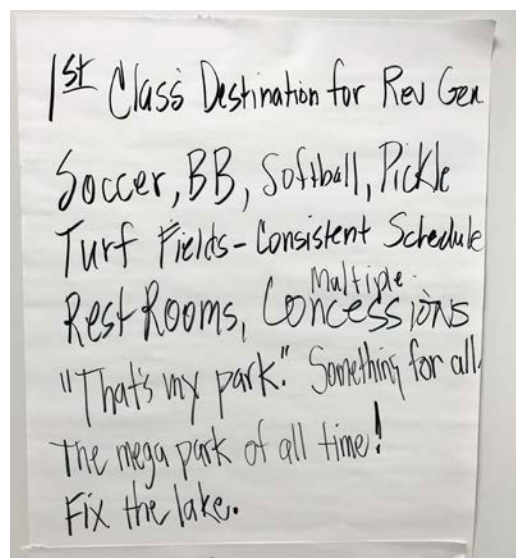 1st Class Destination for Rev Gen
Soccer, BB, Softball, Pickle
Turf Fields - Consistent Schedule
Multiple
Rest Rooms, Concessions
"That's my park." Something for all
The mega park of all time!
Fix the lake.